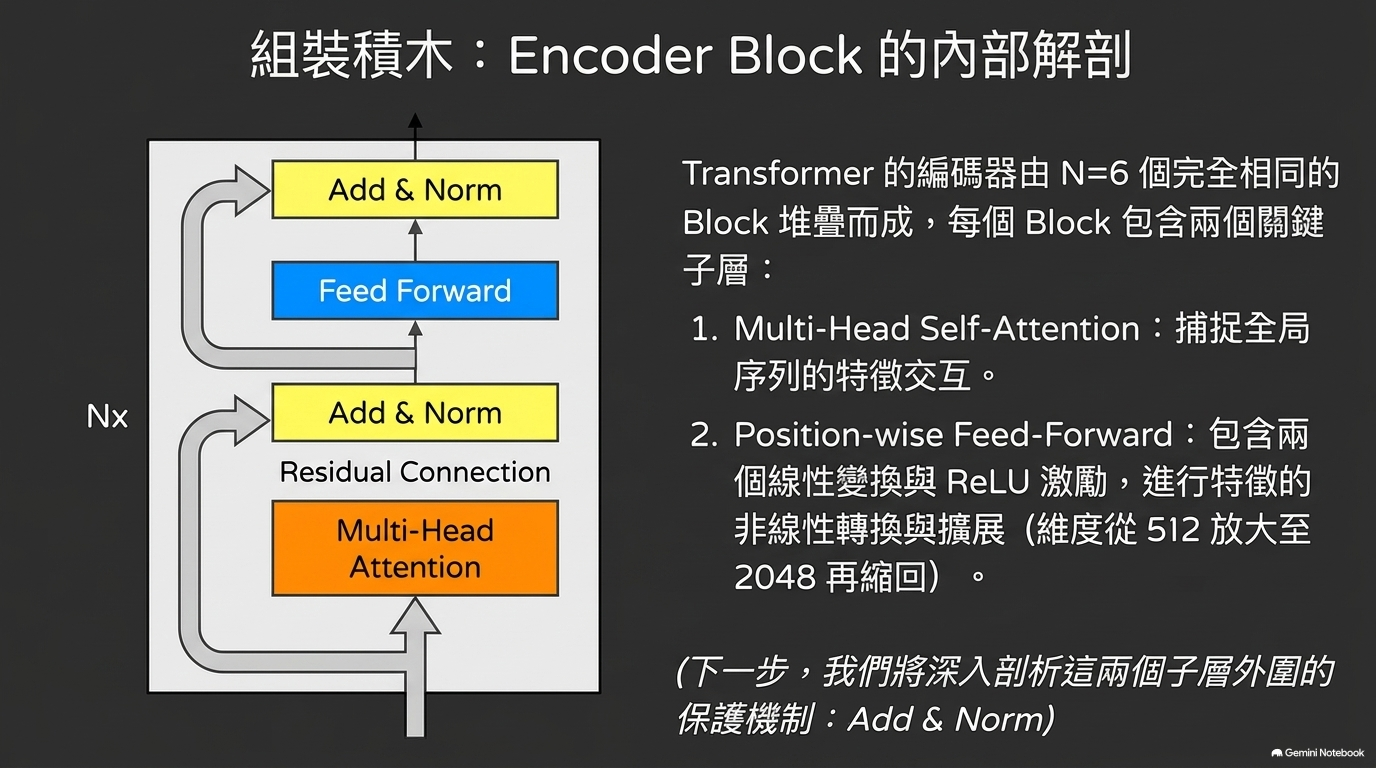 組裝積木：Encoder Block 的內部解剖
Add & Norm
Feed Forward
Add & Norm
Nx
Residual Connection
Multi-Head
Attention
Transformer 的編碼器由 N=6 個完全相同的
Block 堆疊而成，每個 Block 包含兩個關鍵
子層：
1. Multi-Head Self-Attention：捕捉全局
序列的特徵交互。
2. Position-wise Feed-Forward：包含兩
個線性變換與 ReLU 激勵，進行特徵的
非線性轉換與擴展（維度從 512 放大至
2048 再縮回）。
(下一步，我們將深入剖析這兩個子層外圍的
保護機制：Add & Norm)
Gemini Notebook